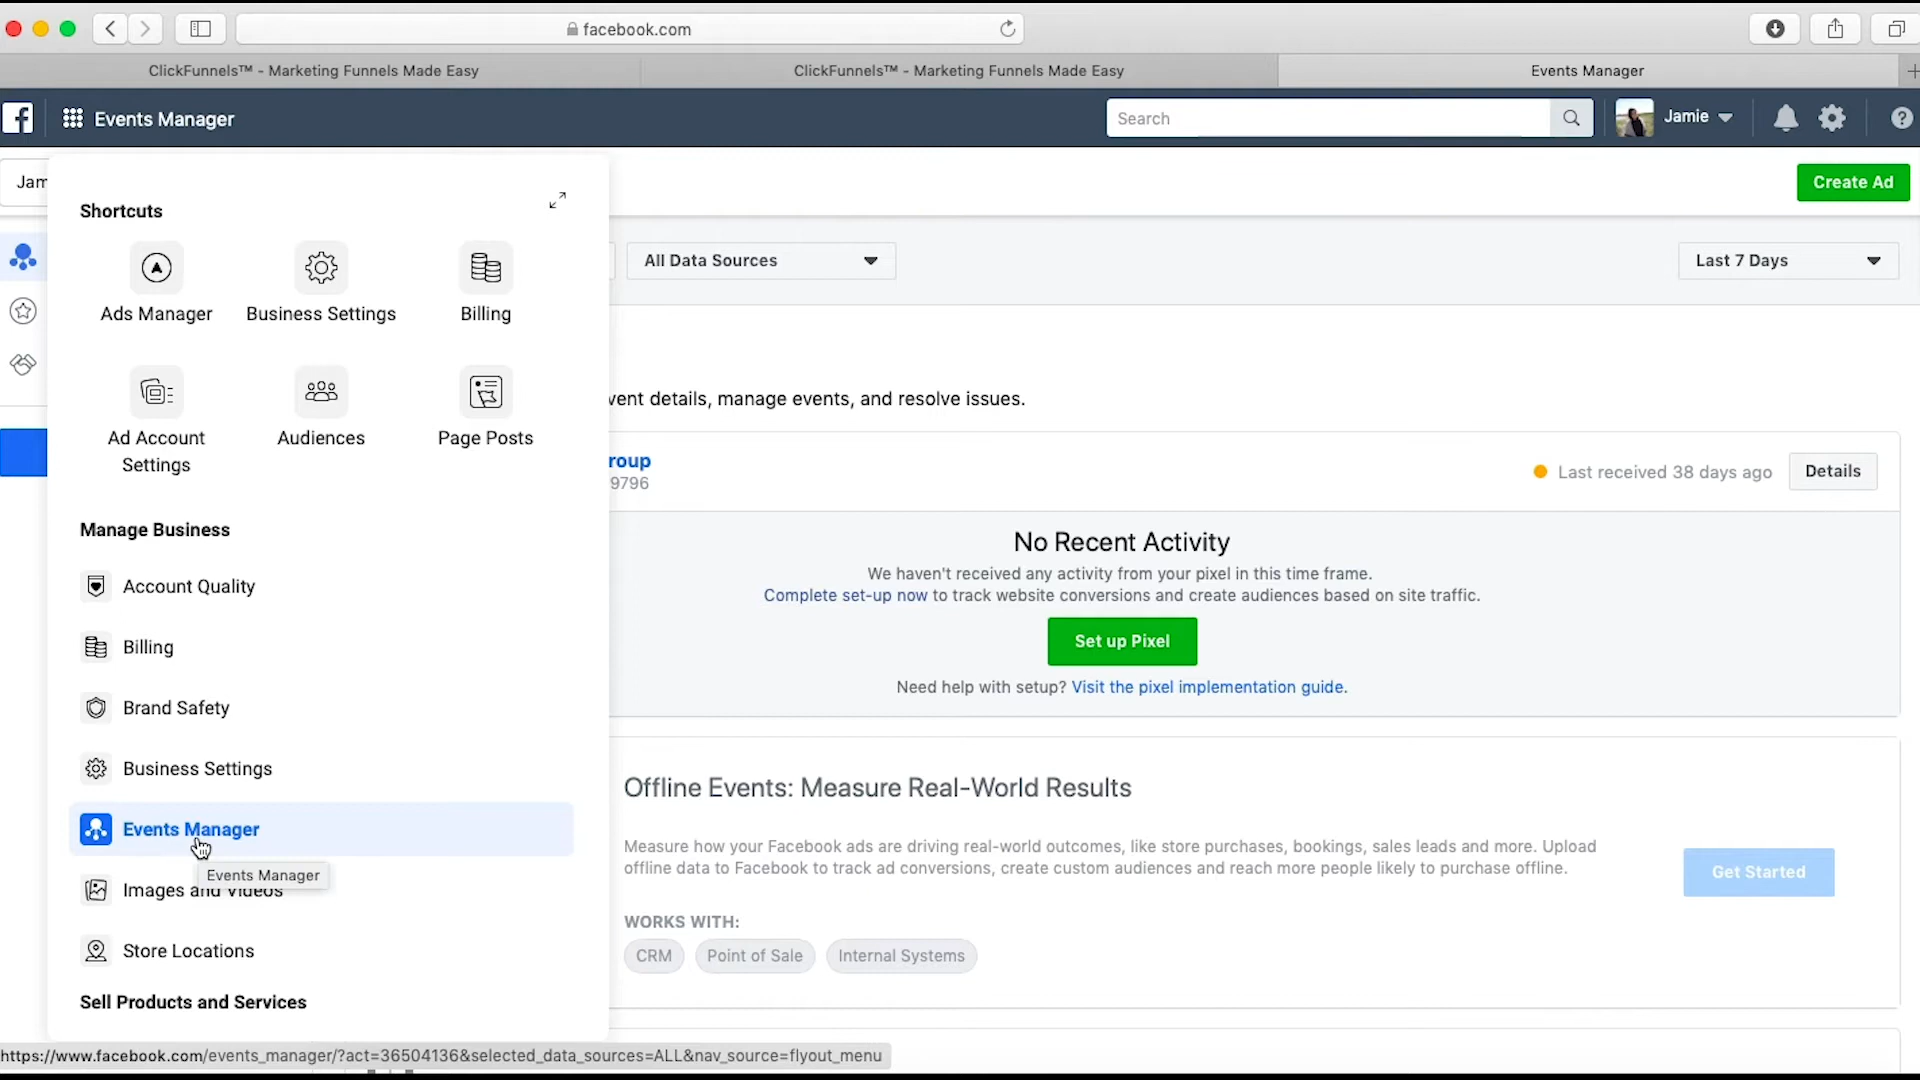 facebook.com
ClickFunnels™ - Marketing Funnels Made Easy
ClickFunnels™ - Marketing Funnels Made Easy
Events Manager
Events Manager
Search
Jamie
Jam
Create Ad
Shortcuts
Ads Manager
Business Settings
Billing
Ad Account
Settings
Audiences
Page Posts
All Data Sources
Last 7 Days
vent details, manage events, and resolve issues.
roup
9796
Last received 38 days ago
Details
No Recent Activity
We haven't received any activity from your pixel in this time frame.
Complete set-up now to track website conversions and create audiences based on site traffic.
Set up Pixel
Need help with setup? Visit the pixel implementation guide.
Manage Business
Account Quality
Billing
Brand Safety
Business Settings
Events Manager
Events Manager
Images and Videos
Store Locations
Sell Products and Services
Offline Events: Measure Real-World Results
Measure how your Facebook ads are driving real-world outcomes, like store purchases, bookings, sales leads and more. Upload
offline data to Facebook to track ad conversions, create custom audiences and reach more people likely to purchase offline.
Get Started
WORKS WITH:
CRM
Point of Sale
Internal Systems
https://www.facebook.com/events_manager/?act=36504136&selected_data_sources=ALL&nav_source=flyout_menu